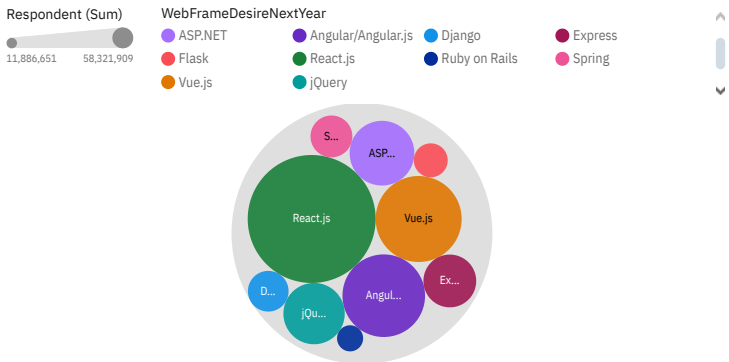 Respondent (Sum)
11,886,651 58,321,909
WebFrameDesireNextYear
ASP.NET Angular/Angular.js Django Express
Flask React.js Ruby on Rails Spring
Vue.js jQuery
S...
ASP...
React.js
Vue.js
D...
Ex...
Angul...
jQu...